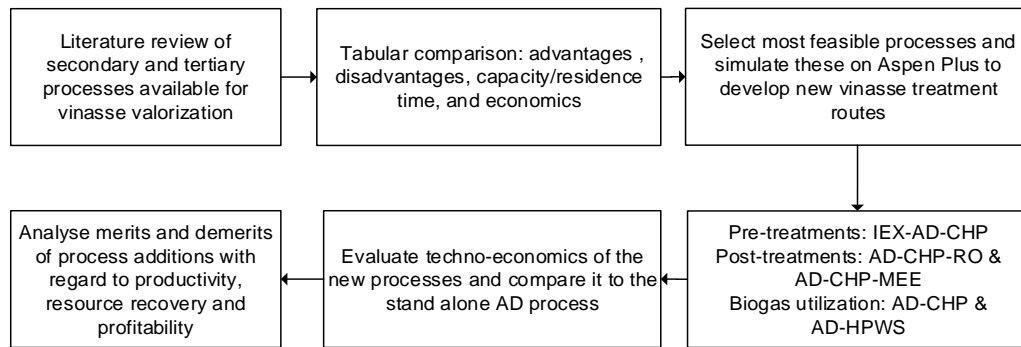 Literature review of
secondary and tertiary
processes available for
vinasse valorization
Tabular comparison: advantages ,
disadvantages, capacity/residence
time, and economics
Select most feasible processes and
simulate these on Aspen Plus to
develop new vinasse treatment
routes
Pre-treatments: IEX-AD-CHP
Post-treatments: AD-CHP-RO &
AD-CHP-MEE
Biogas utilization: AD-CHP &
AD-HPWS
Evaluate techno-economics of the
new processes and compare it to the
stand alone AD process
Analyse merits and demerits
of process additions with
regard to productivity,
resource recovery and
profitability